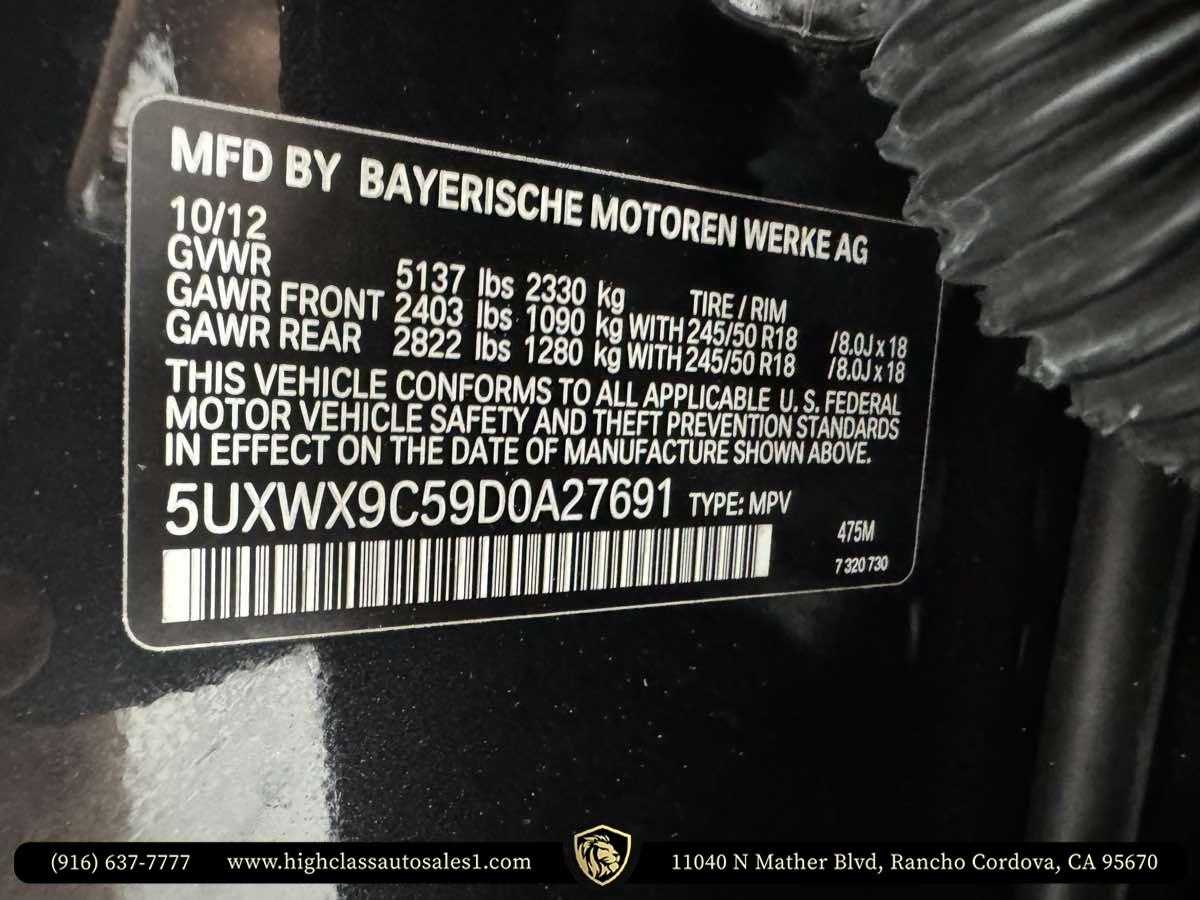 MFD BY BAYERISCHE MOTOREN WERKE AG
10/12
GVWR 5137 lbs 2330 kg TIRE / RIM
GAWR FRONT 2403 lbs 1090 kg WITH 245/50 R18 /8.0J x 18
GAWR REAR 2822 lbs 1280 kg WITH 245/50 R18 /8.0J x 18
THIS VEHICLE CONFORMS TO ALL APPLICABLE U. S. FEDERAL
MOTOR VEHICLE SAFETY AND THEFT PREVENTION STANDARDS
IN EFFECT ON THE DATE OF MANUFACTURE SHOWN ABOVE.
5UXWX9C59D0A27691 TYPE: MPV
475M
7 320 730
(916) 637-7777 www.highclassautosales1.com 11040 N Mather Blvd, Rancho Cordova, CA 95670